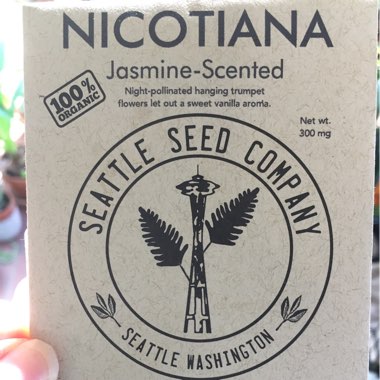 NICOTIANA
Jasmine-Scented
100%
ORGANIC
Night-pollinated hanging trumpet
flowers let out a sweet vanilla aroma.
Net wt.
300 mg
SEATTLE SEED COMPANY
SEATTLE WASHINGTON